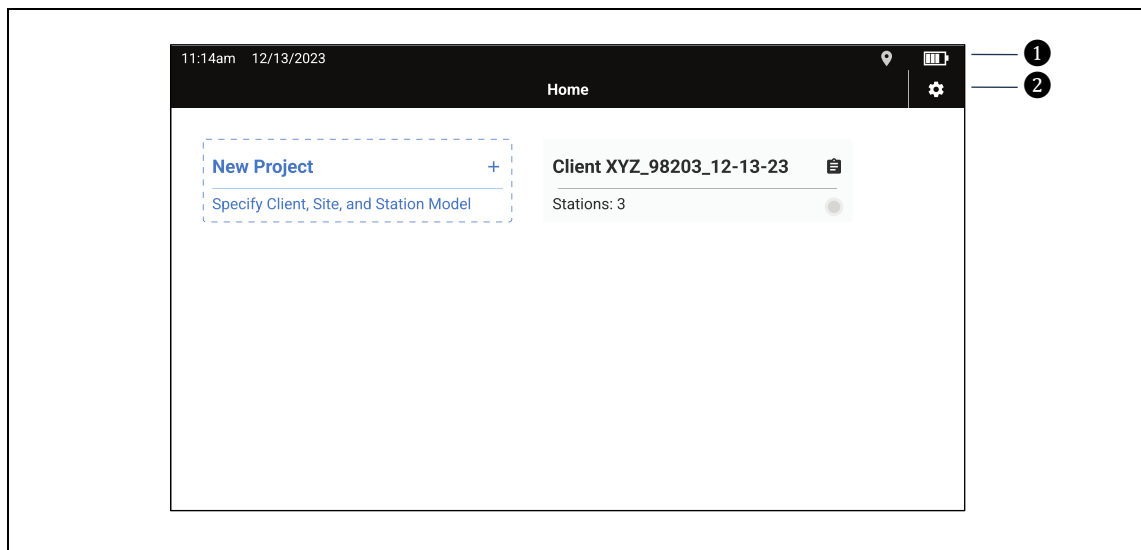 11:14am 12/13/2023
1
Home
2
New Project +
Client XYZ_98203_12-13-23
Specify Client, Site, and Station Model
Stations: 3